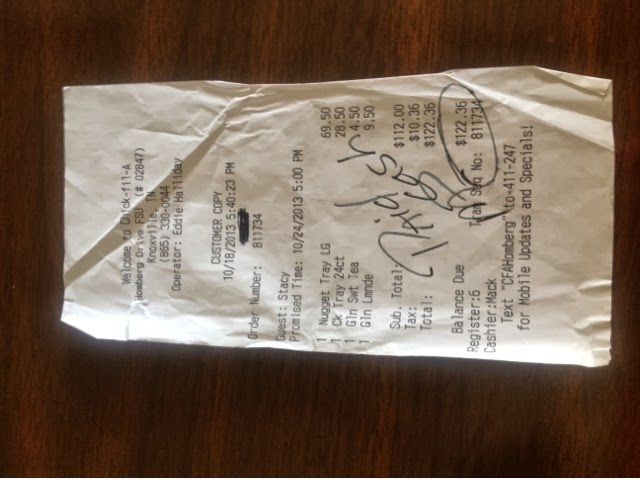 Welcome to Chick-fil-A
Homberg Drive FSU (# 02847)
Knoxville, TN
(865) 330-0044
Operator: Eddie Halliday
CUSTOMER COPY
10/18/2013 5:40:23 PM
Order Number: 811734
Guest: Stacy
Promised Time: 10/24/2013 5:00 PM
1 Nugget Tray LG 69.50
1 Ck Tray 24ct 28.50
1 Gln Swt Tea 4.50
1 Gln Lmnde 9.50
Sub. Total: $112.00
Tax: $10.36
Total: $122.36
Paid
Balance Due $122.36
Register:6 Tran Seq No: 811734
Cashier:Mack
Text "CFAHomberg" to 411-247
for Mobile Updates and Specials!